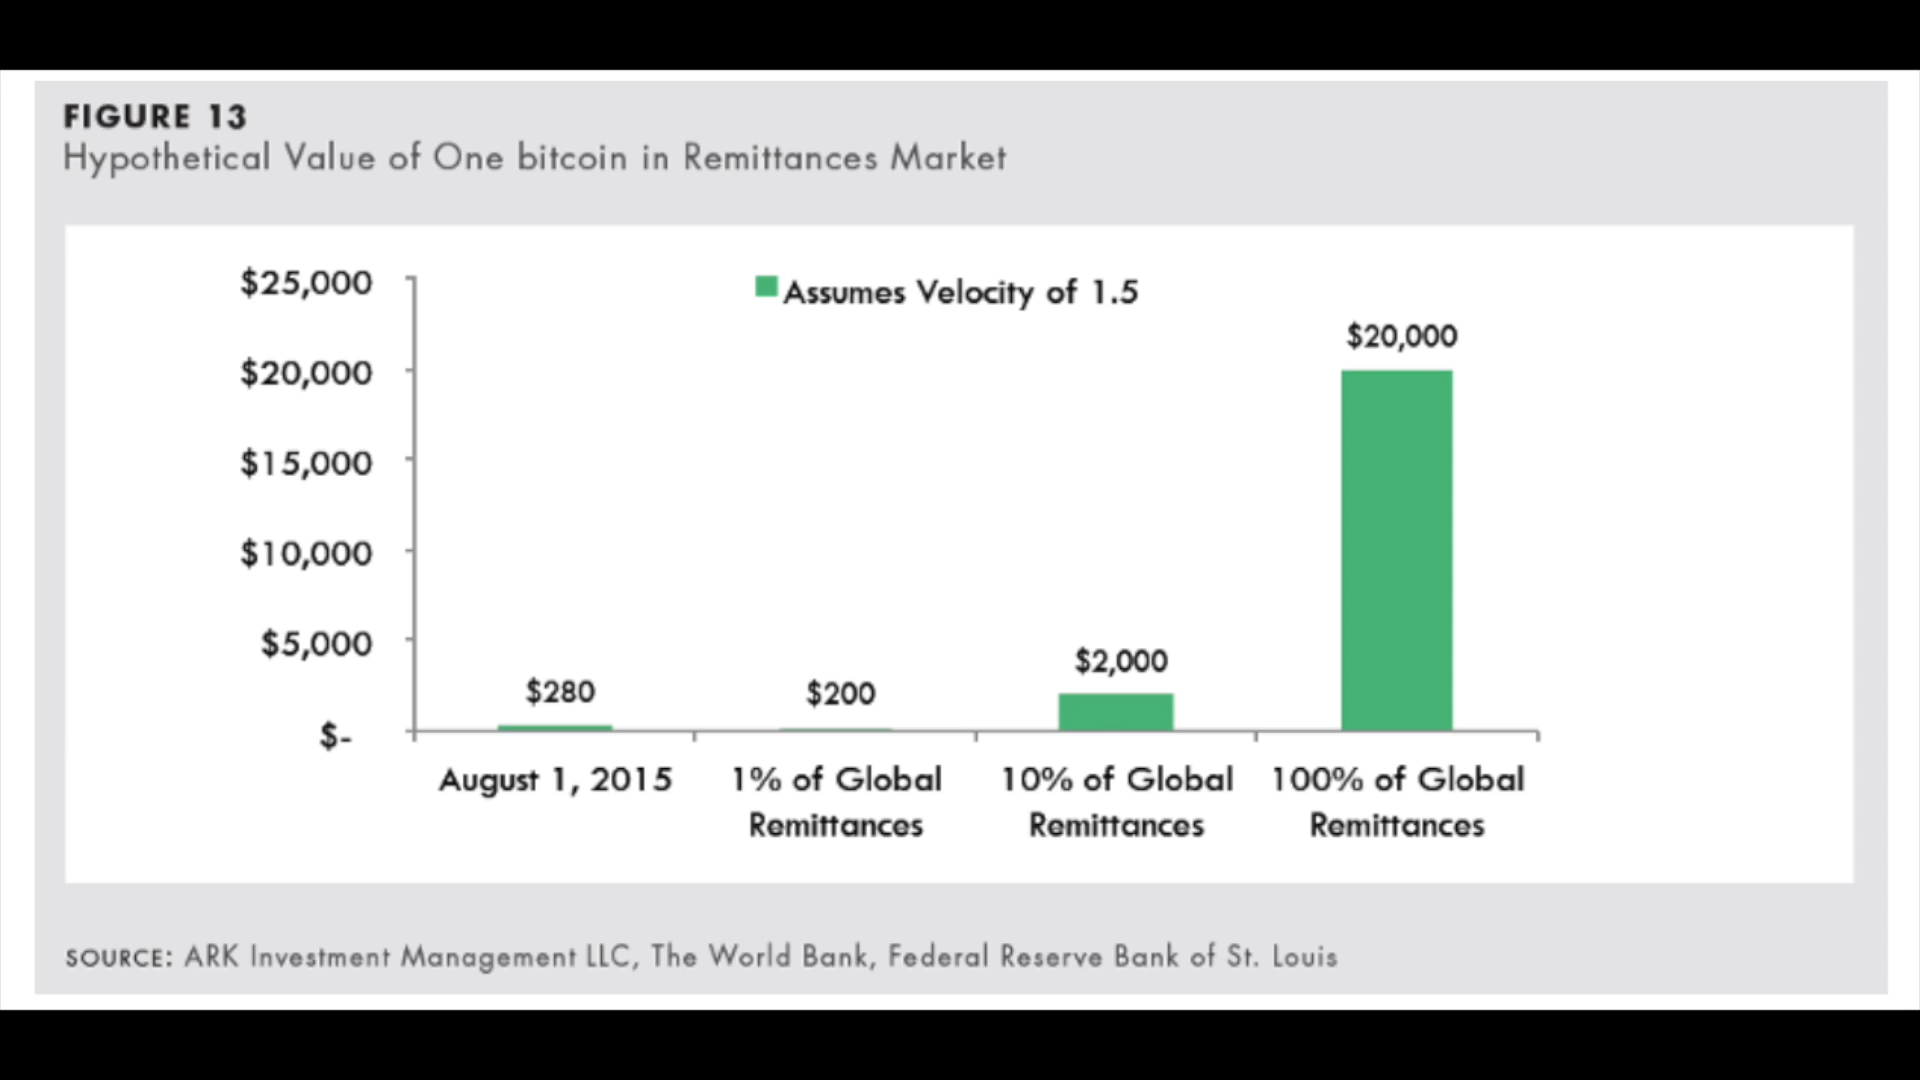 FIGURE 13
Hypothetical Value of One bitcoin in Remittances Market
Assumes Velocity of 1.5
$25,000
$20,000
$15,000
$10,000
$5,000
$-
$280
$200
$2,000
$20,000
August 1, 2015
1% of Global
Remittances
10% of Global
Remittances
100% of Global
Remittances
SOURCE: ARK Investment Management LLC, The World Bank, Federal Reserve Bank of St. Louis